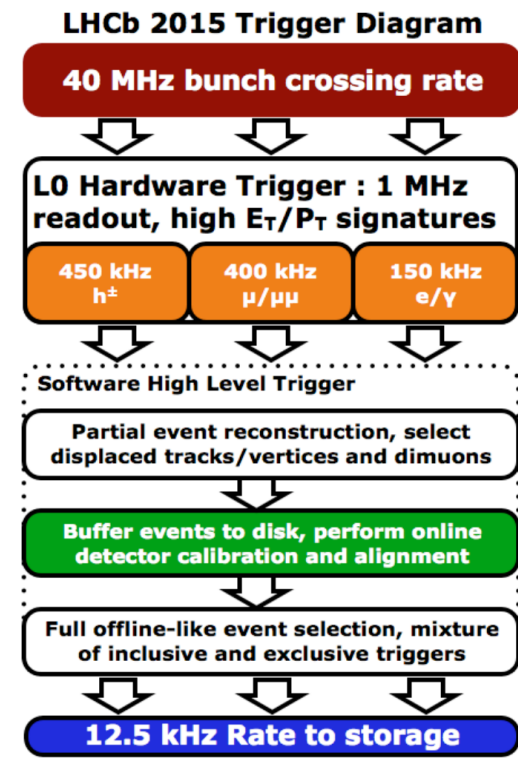 LHCb 2015 Trigger Diagram
40 MHz bunch crossing rate
L0 Hardware Trigger : 1 MHz
readout, high E_T/P_T signatures
450 kHz
h±
400 kHz
µ/µµ
150 kHz
e/γ
Software High Level Trigger
Partial event reconstruction, select
displaced tracks/vertices and dimuons
Buffer events to disk, perform online
detector calibration and alignment
Full offline-like event selection, mixture
of inclusive and exclusive triggers
12.5 kHz Rate to storage